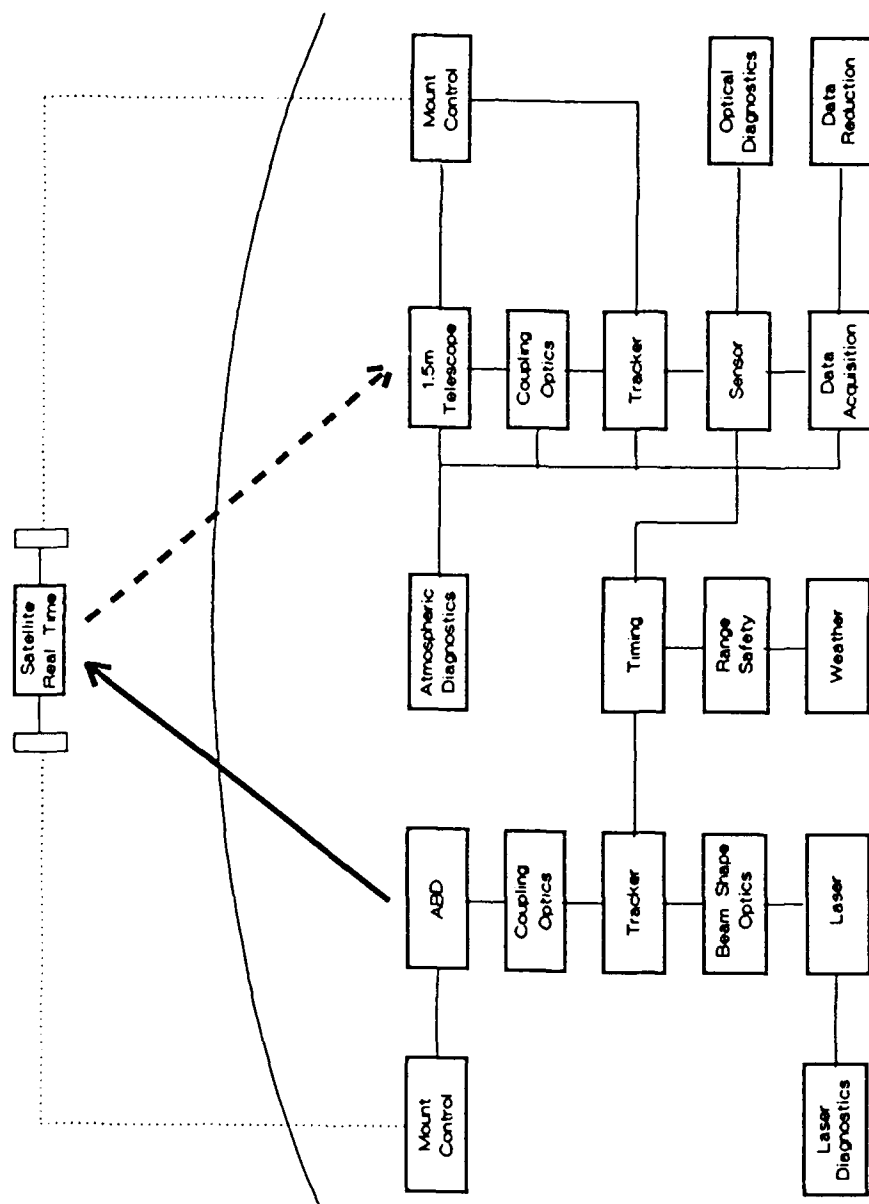 Satellite
Real Time
Mount
Control
ABD
Atmospheric
Diagnostics
1.5m
Telescope
Mount
Control
Coupling
Optics
Coupling
Optics
Tracker
Timing
Tracker
Beam Shape
Optics
Range
Safety
Sensor
Optical
Diagnostics
Laser
Diagnostics
Laser
Weather
Data
Acquisition
Data
Reduction